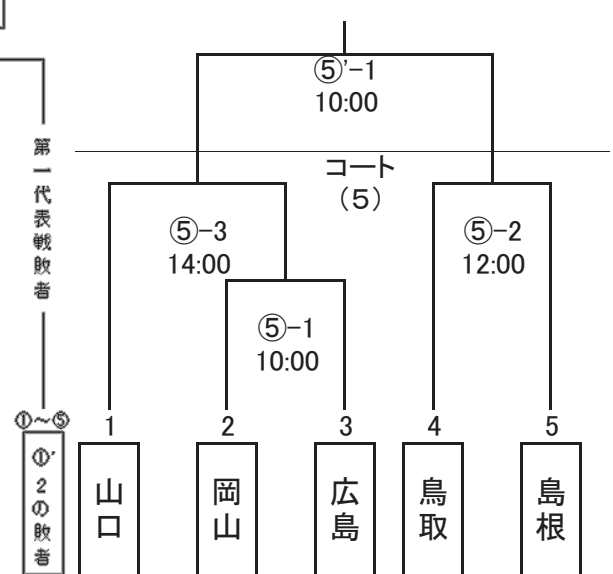 ⑤'-1
10:00
コート
（5）
第一代表戦敗者
⑤-3
14:00
⑤-2
12:00
⑤-1
10:00
①～⑤
1
2
3
4
5
①'2の敗者
山口
岡山
広島
鳥取
島根